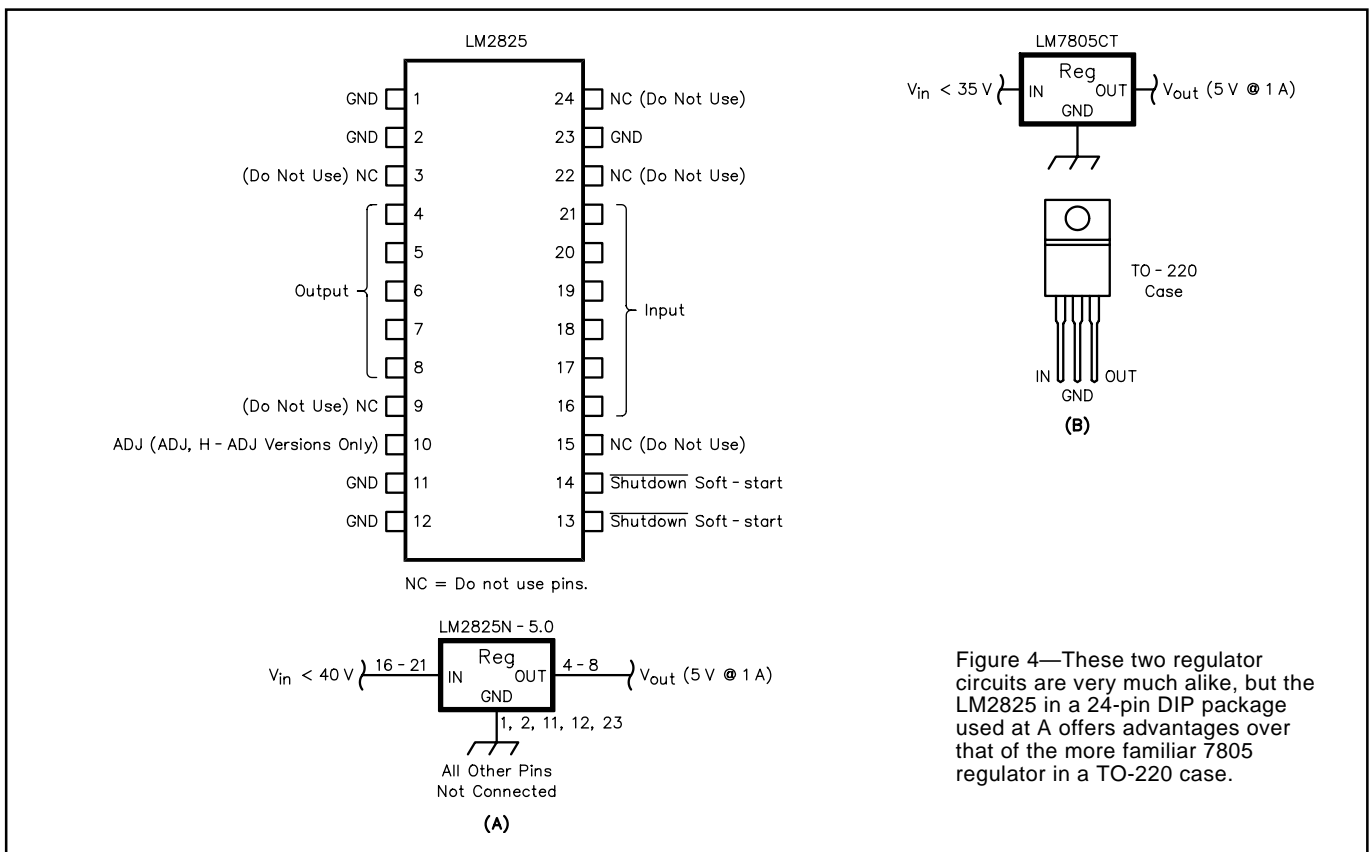 LM2825
GND 1 24 NC (Do Not Use)
GND 2 23 GND
(Do Not Use) NC 3 22 NC (Do Not Use)
4 21
5 20
Output 6 19 Input
7 18
8 17
(Do Not Use) NC 9 16
ADJ (ADJ, H - ADJ Versions Only) 10 15 NC (Do Not Use)
GND 11 14 Shutdown Soft - start
GND 12 13 Shutdown Soft - start
NC = Do not use pins.
LM2825N - 5.0
Vin < 40 V 16 - 21 IN Reg OUT 4 - 8 Vout (5 V @ 1 A)
GND
1, 2, 11, 12, 23
All Other Pins
Not Connected
(A)
LM7805CT
Reg
Vin < 35 V IN OUT Vout (5 V @ 1 A)
GND
TO - 220
Case
IN OUT
GND
(B)
Figure 4—These two regulator
circuits are very much alike, but the
LM2825 in a 24-pin DIP package
used at A offers advantages over
that of the more familiar 7805
regulator in a TO-220 case.